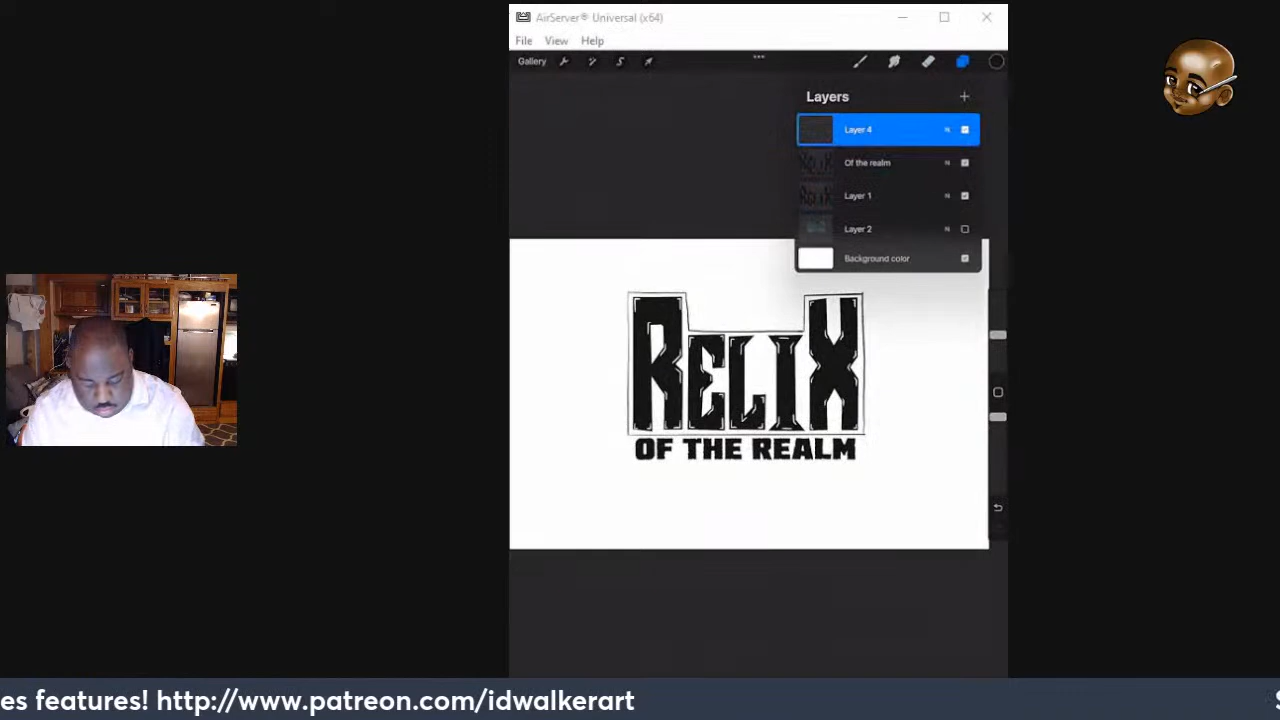 AirServer® Universal (x64)
File View Help
Gallery
Layers
Layer 4 N
Of the realm N
Layer 1 N
Layer 2 N
Background color
RELIX
OF THE REALM
es features! http://www.patreon.com/idwalkerart